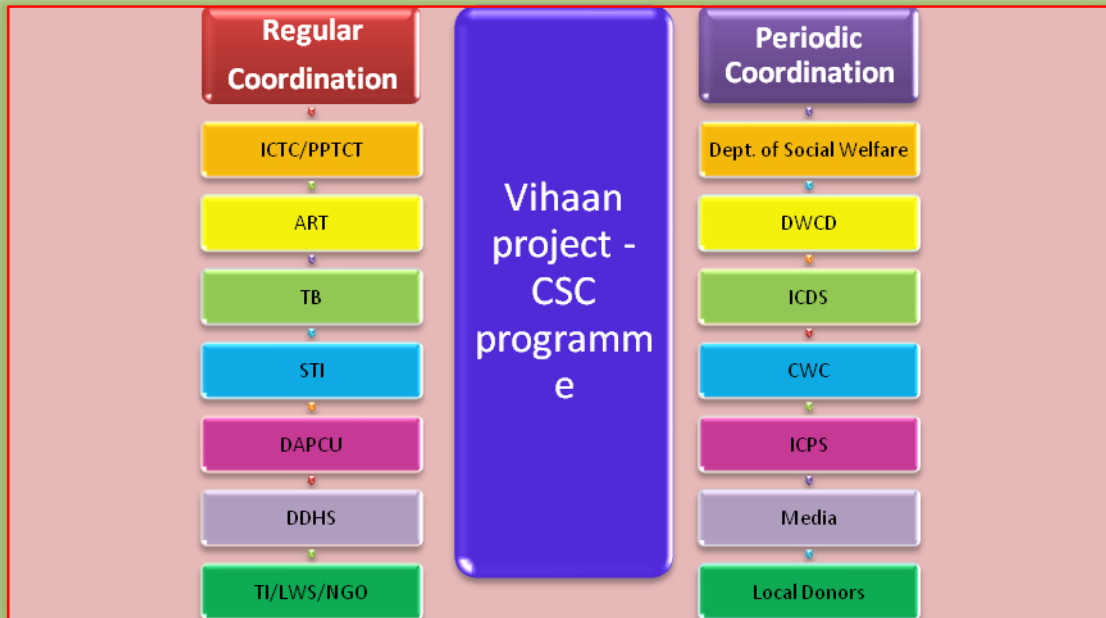 Regular
Coordination
ICTC/PPTCT
ART
TB
STI
DAPCU
DDHS
TI/LWS/NGO
Vihaan
project -
CSC
programm
e
Periodic
Coordination
Dept. of Social Welfare
DWCD
ICDS
CWC
ICPS
Media
Local Donors